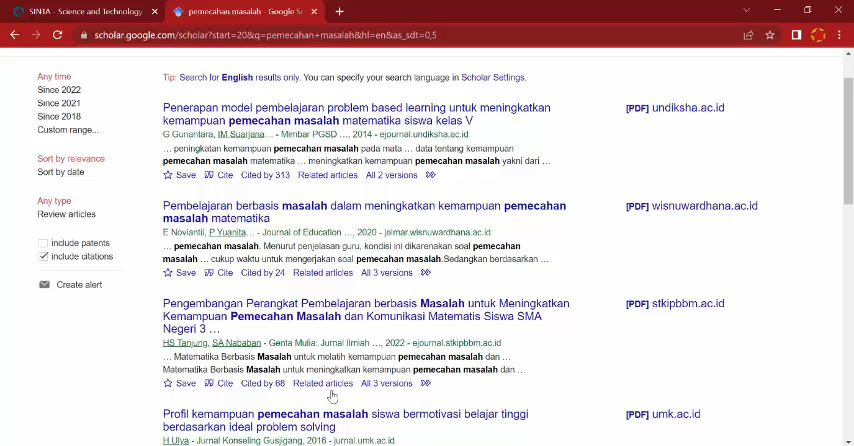 SINTA - Science and Technology
pemecahan masalah - Google Sc
scholar.google.com/scholar?start=20&q=pemecahan+masalah&hl=en&as_sdt=0,5
Any time
Since 2022
Since 2021
Since 2018
Custom range...
Sort by relevance
Sort by date
Any type
Review articles
include patents
include citations
Create alert
Tip: Search for English results only. You can specify your search language in Scholar Settings.
Penerapan model pembelajaran problem based learning untuk meningkatkan
kemampuan pemecahan masalah matematika siswa kelas V
[PDF] undiksha.ac.id
G Gunantara, IM Suarjana… - Mimbar PGSD …, 2014 - ejournal.undiksha.ac.id
… peningkatan kemampuan pemecahan masalah pada mata … data tentang kemampuan
pemecahan masalah matematika … meningkatkan kemampuan pemecahan masalah yakni dari …
Save Cite Cited by 313 Related articles All 2 versions
Pembelajaran berbasis masalah dalam meningkatkan kemampuan pemecahan
masalah matematika
[PDF] wisnuwardhana.ac.id
E Noviantii, P Yuanita… - Journal of Education …, 2020 - jeimar.wisnuwardhana.ac.id
… pemecahan masalah. Menurut penjelasan guru, kondisi ini dikarenakan soal pemecahan
masalah … cukup waktu untuk mengerjakan soal pemecahan masalah.Sedangkan berdasarkan …
Save Cite Cited by 24 Related articles All 3 versions
Pengembangan Perangkat Pembelajaran berbasis Masalah untuk Meningkatkan
Kemampuan Pemecahan Masalah dan Komunikasi Matematis Siswa SMA
Negeri 3 …
[PDF] stkipbbm.ac.id
HS Tanjung, SA Nababan - Genta Mulia: Jurnal Ilmiah …, 2022 - ejournal.stkipbbm.ac.id
… Matematika Berbasis Masalah untuk melatih kemampuan pemecahan masalah dan …
Matematika Berbasis Masalah untuk meningkatkan kemampuan pemecahan masalah dan …
Save Cite Cited by 68 Related articles All 3 versions
Profil kemampuan pemecahan masalah siswa bermotivasi belajar tinggi
berdasarkan ideal problem solving
[PDF] umk.ac.id
H Ulya - Jurnal Konseling Gusjigang, 2016 - jurnal.umk.ac.id